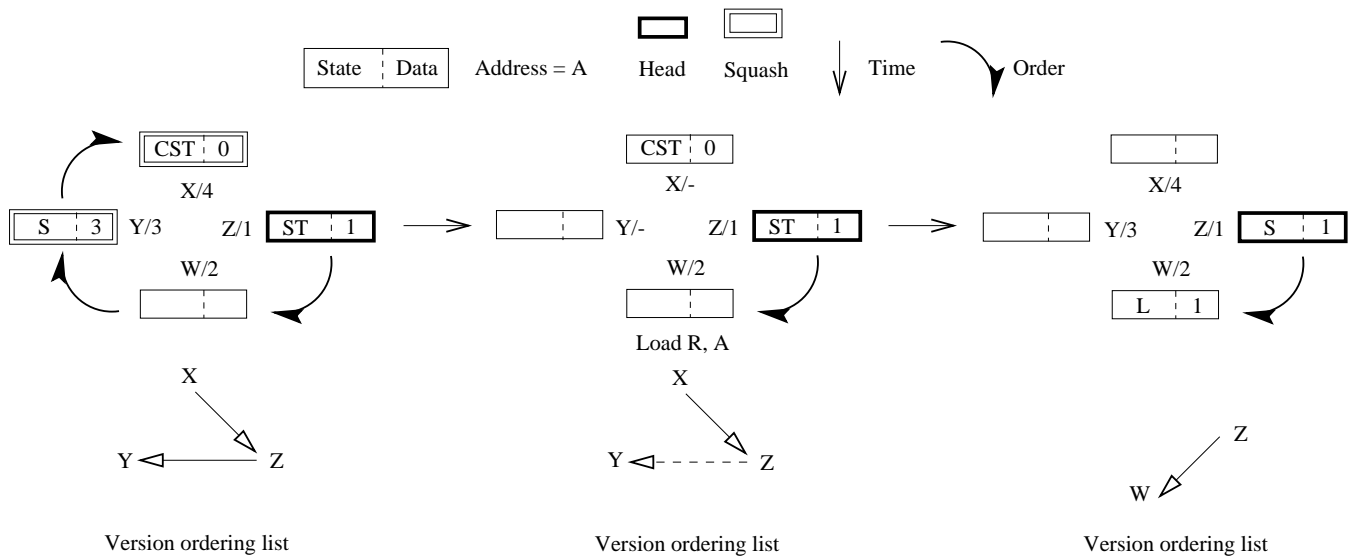 State Data Address = A Head Squash Time Order
CST 0 CST 0
X/4 X/- X/4
S 3 Y/3 Z/1 ST 1 Y/- Z/1 ST 1 Y/3 Z/1 S 1
W/2 W/2 W/2
L 1
Load R, A
X X
Y Z Y Z Z
W
Version ordering list Version ordering list Version ordering list